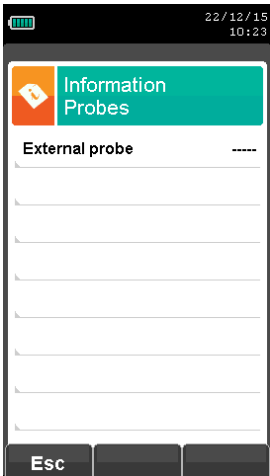 22/12/15
10:23
Information
Probes
External probe -----
Esc